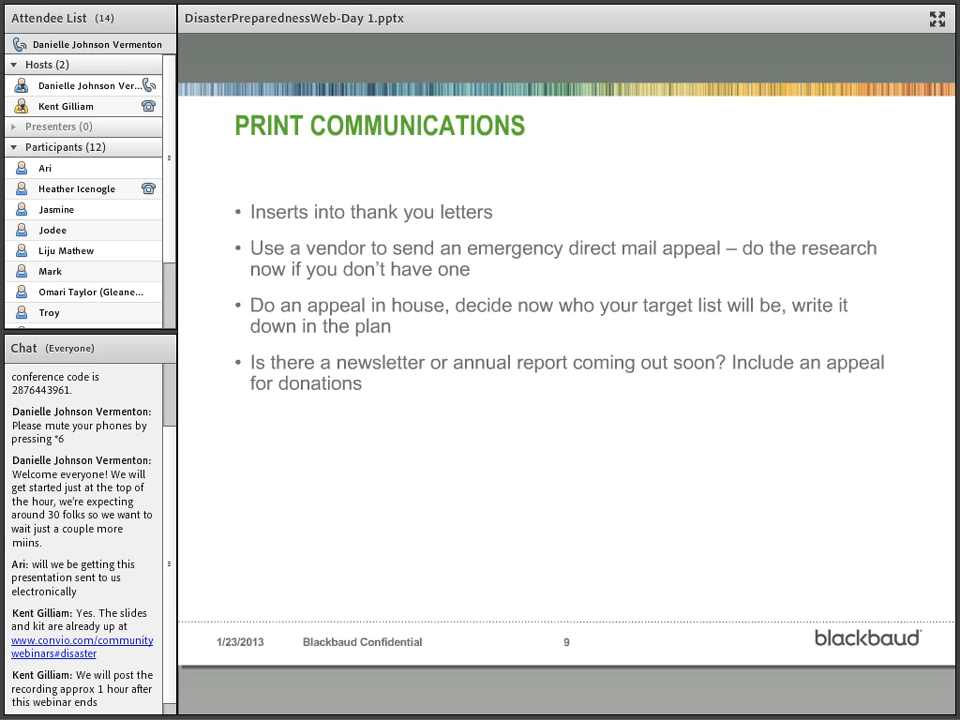 Attendee List (14)
Danielle Johnson Vermenton
Hosts (2)
Danielle Johnson Ver...
Kent Gilliam
Presenters (0)
Participants (12)
Ari
Heather Icenogle
Jasmine
Jodee
Liju Mathew
Mark
Omari Taylor (Gleane...
Troy
Chat (Everyone)
conference code is
2876443961.
Danielle Johnson Vermenton:
Please mute your phones by
pressing *6
Danielle Johnson Vermenton:
Welcome everyone! We will
get started just at the top of
the hour, we're expecting
around 30 folks so we want to
wait just a couple more
miins.
Ari: will we be getting this
presentation sent to us
electronically
Kent Gilliam: Yes. The slides
and kit are already up at
www.convio.com/community
webinars#disaster
Kent Gilliam: We will post the
recording approx 1 hour after
this webinar ends
DisasterPreparednessWeb-Day 1.pptx
PRINT COMMUNICATIONS
• Inserts into thank you letters
• Use a vendor to send an emergency direct mail appeal – do the research
now if you don’t have one
• Do an appeal in house, decide now who your target list will be, write it
down in the plan
• Is there a newsletter or annual report coming out soon? Include an appeal
for donations
1/23/2013 Blackbaud Confidential 9 blackbaud